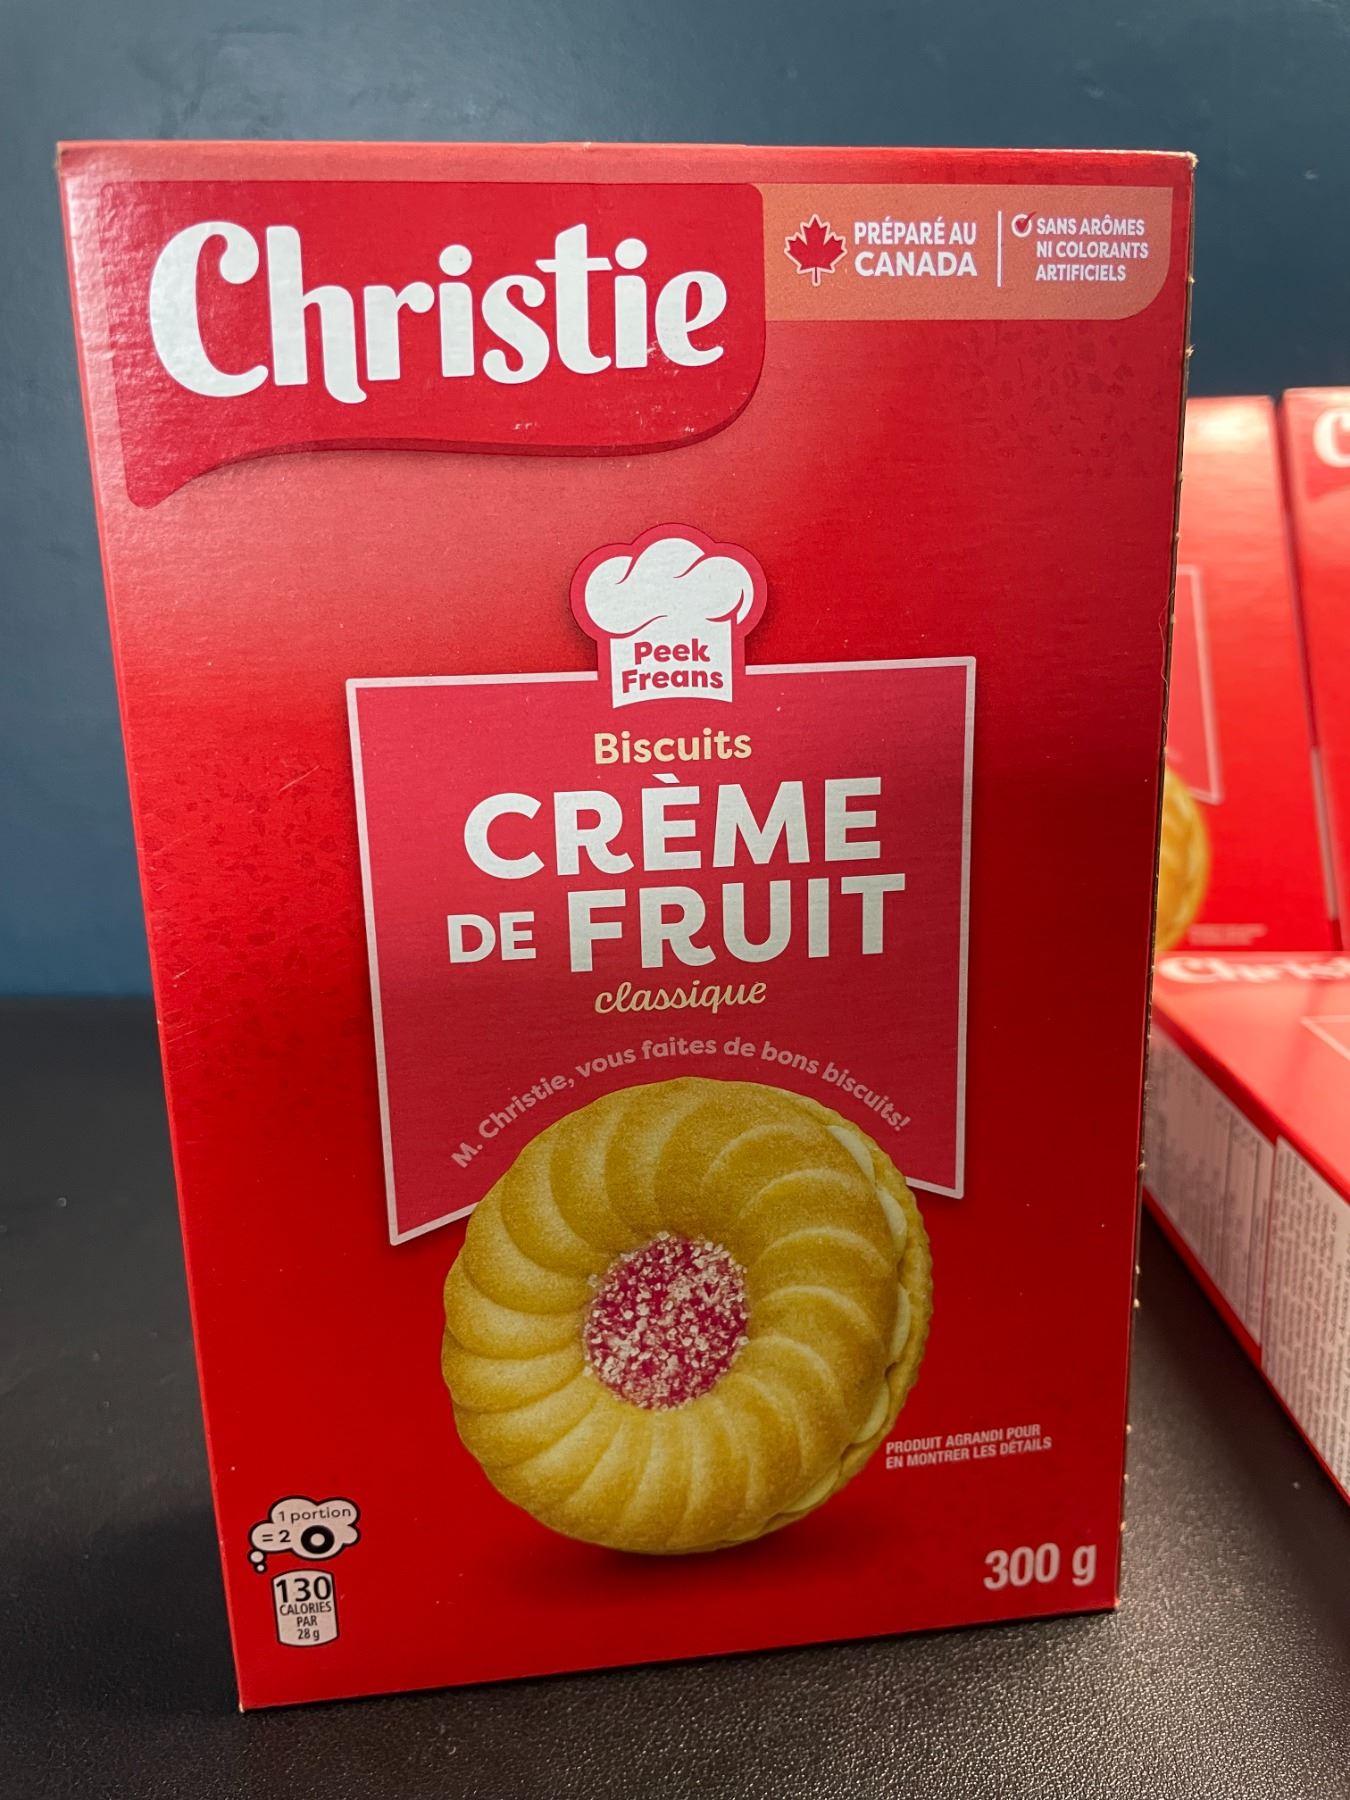 Christie
PRÉPARÉ AU
CANADA
SANS ARÔMES
NI COLORANTS
ARTIFICIELS
Peek
Freans
Biscuits
CRÈME
DE FRUIT
classique
M. Christie, vous faites de bons biscuits!
PRODUIT AGRANDI POUR
EN MONTRER LES DÉTAILS
1 portion
= 2
130
CALORIES
PAR
28 g
300 g